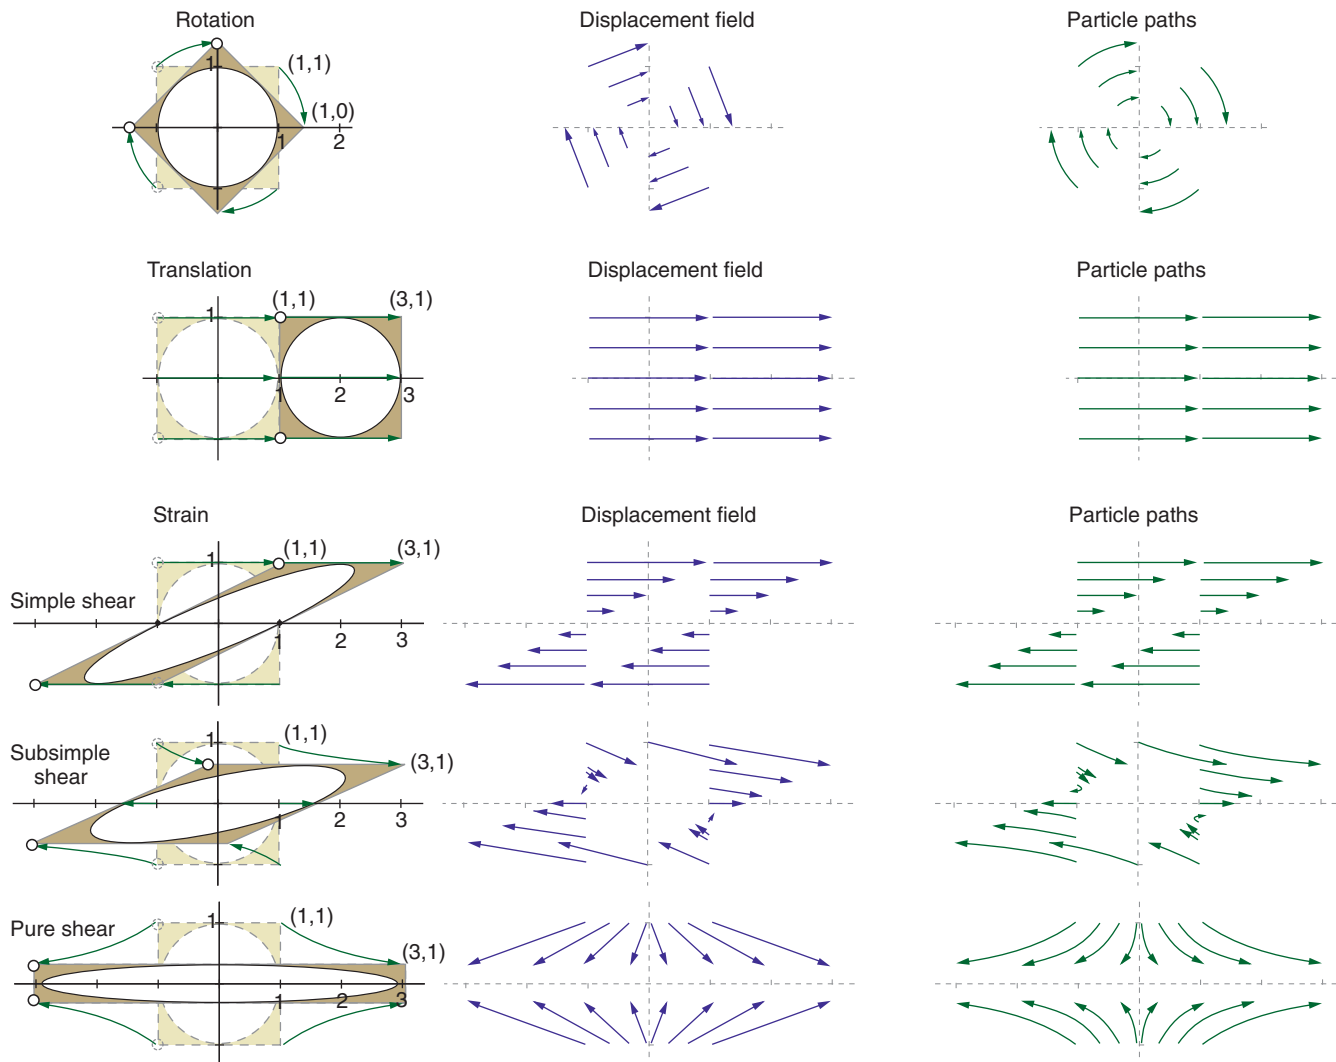 Rotation
Displacement field
Particle paths
1
(1,1)
(1,0)
1
2
Translation
Displacement field
Particle paths
1
(1,1)
(3,1)
1
2
3
Strain
Displacement field
Particle paths
1
(1,1)
(3,1)
Simple shear
1
2
3
1
(1,1)
Subsimple
shear
(3,1)
1
2
3
1
(1,1)
Pure shear
(3,1)
1
2
3